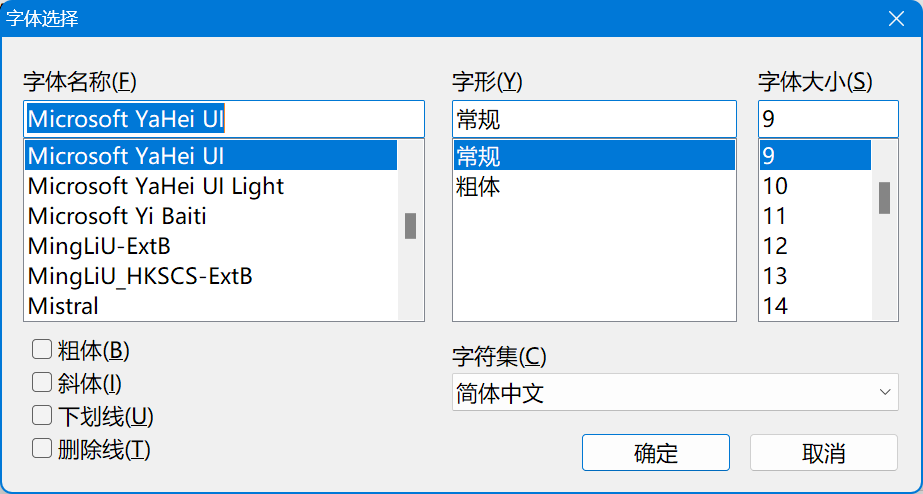 字体选择
字体名称(F)
字形(Y)
字体大小(S)
Microsoft YaHei UI
常规
9
Microsoft YaHei UI
常规
9
Microsoft YaHei UI Light
粗体
10
Microsoft Yi Baiti
11
MingLiU-ExtB
12
MingLiU_HKSCS-ExtB
13
Mistral
14
粗体(B)
字符集(C)
斜体(I)
简体中文
下划线(U)
删除线(T)
确定
取消